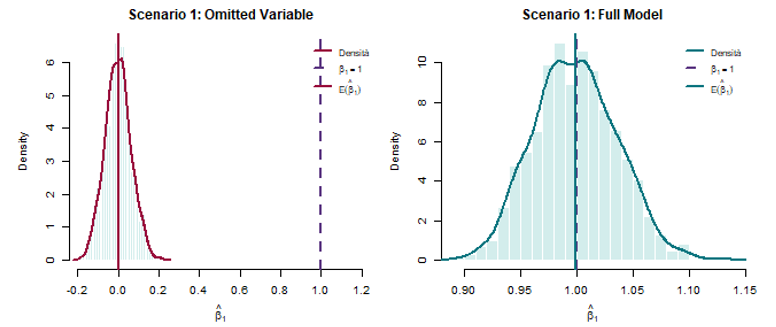 Scenario 1: Omitted Variable
Density
0 1 2 3 4 5 6
-0.2 0.0 0.2 0.4 0.6 0.8 1.0 1.2
β̂₁
Densità
β₁ = 1
E(β̂₁)
Scenario 1: Full Model
Density
0 2 4 6 8 10
0.90 0.95 1.00 1.05 1.10 1.15
β̂₁
Densità
β₁ = 1
E(β̂₁)